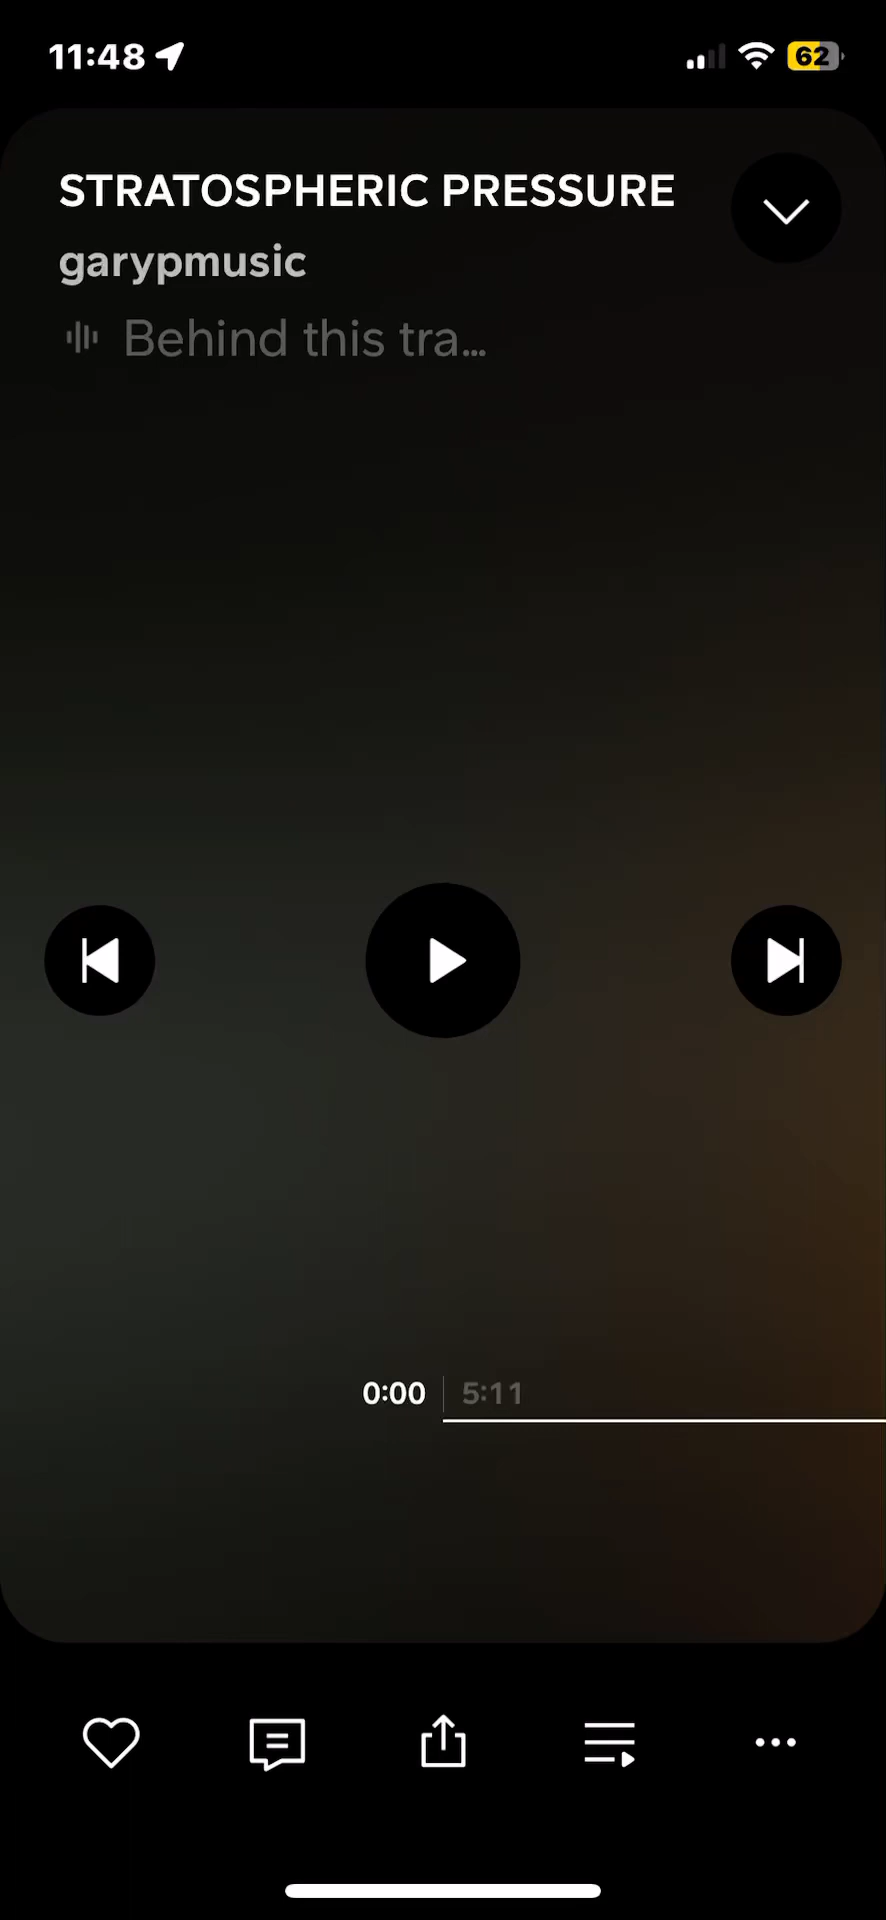 11:48
62
STRATOSPHERIC PRESSURE
garypmusic
Behind this tra...
0:00 5:11